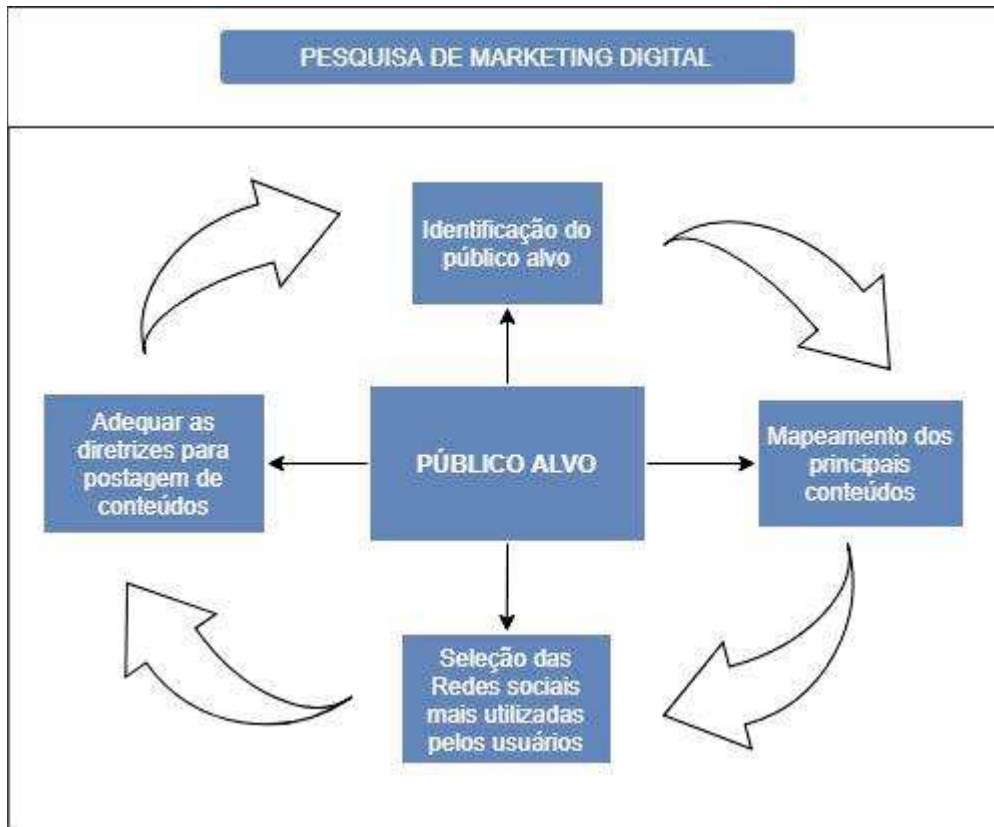 PESQUISA DE MARKETING DIGITAL
Identificação do
público alvo
Adequar as
diretrizes para
postagem de
conteúdos
PÚBLICO ALVO
Mapeamento dos
principais
conteúdos
Seleção das
Redes sociais
mais utilizadas
pelos usuários